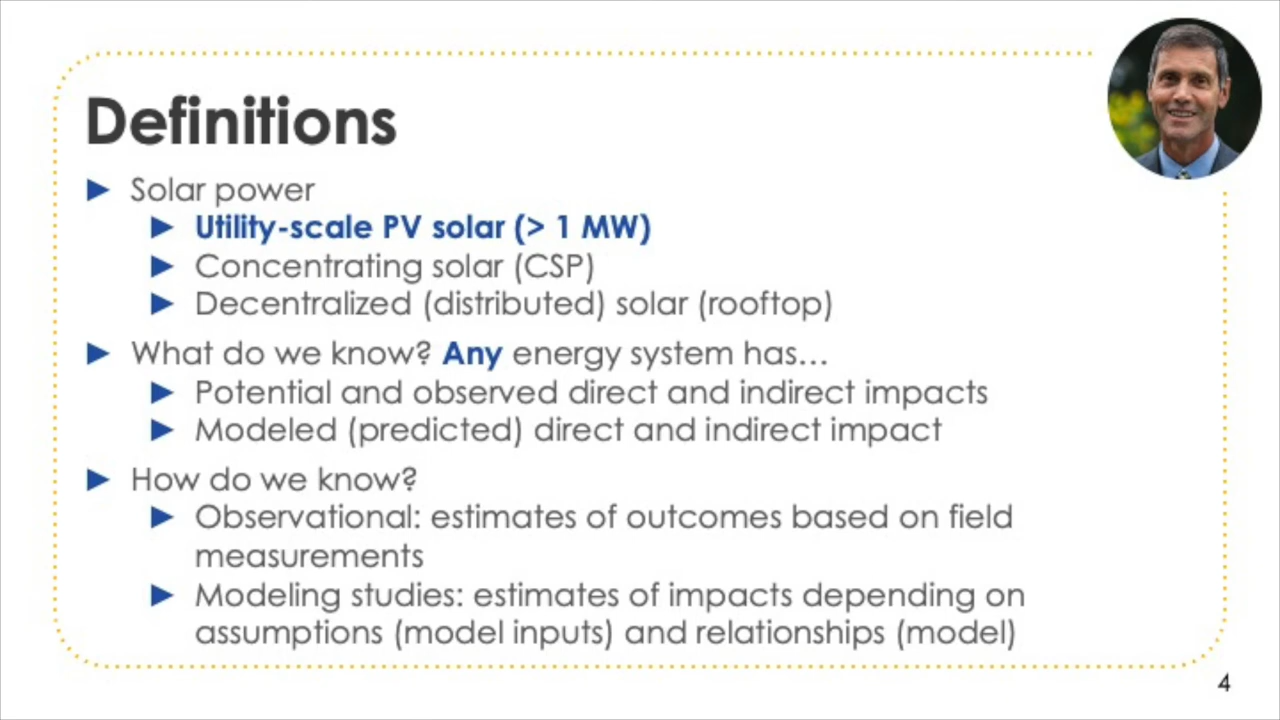 Definitions
Solar power
Utility-scale PV solar (> 1 MW)
Concentrating solar (CSP)
Decentralized (distributed) solar (rooftop)
What do we know? Any energy system has…
Potential and observed direct and indirect impacts
Modeled (predicted) direct and indirect impact
How do we know?
Observational: estimates of outcomes based on field
measurements
Modeling studies: estimates of impacts depending on
assumptions (model inputs) and relationships (model)
4